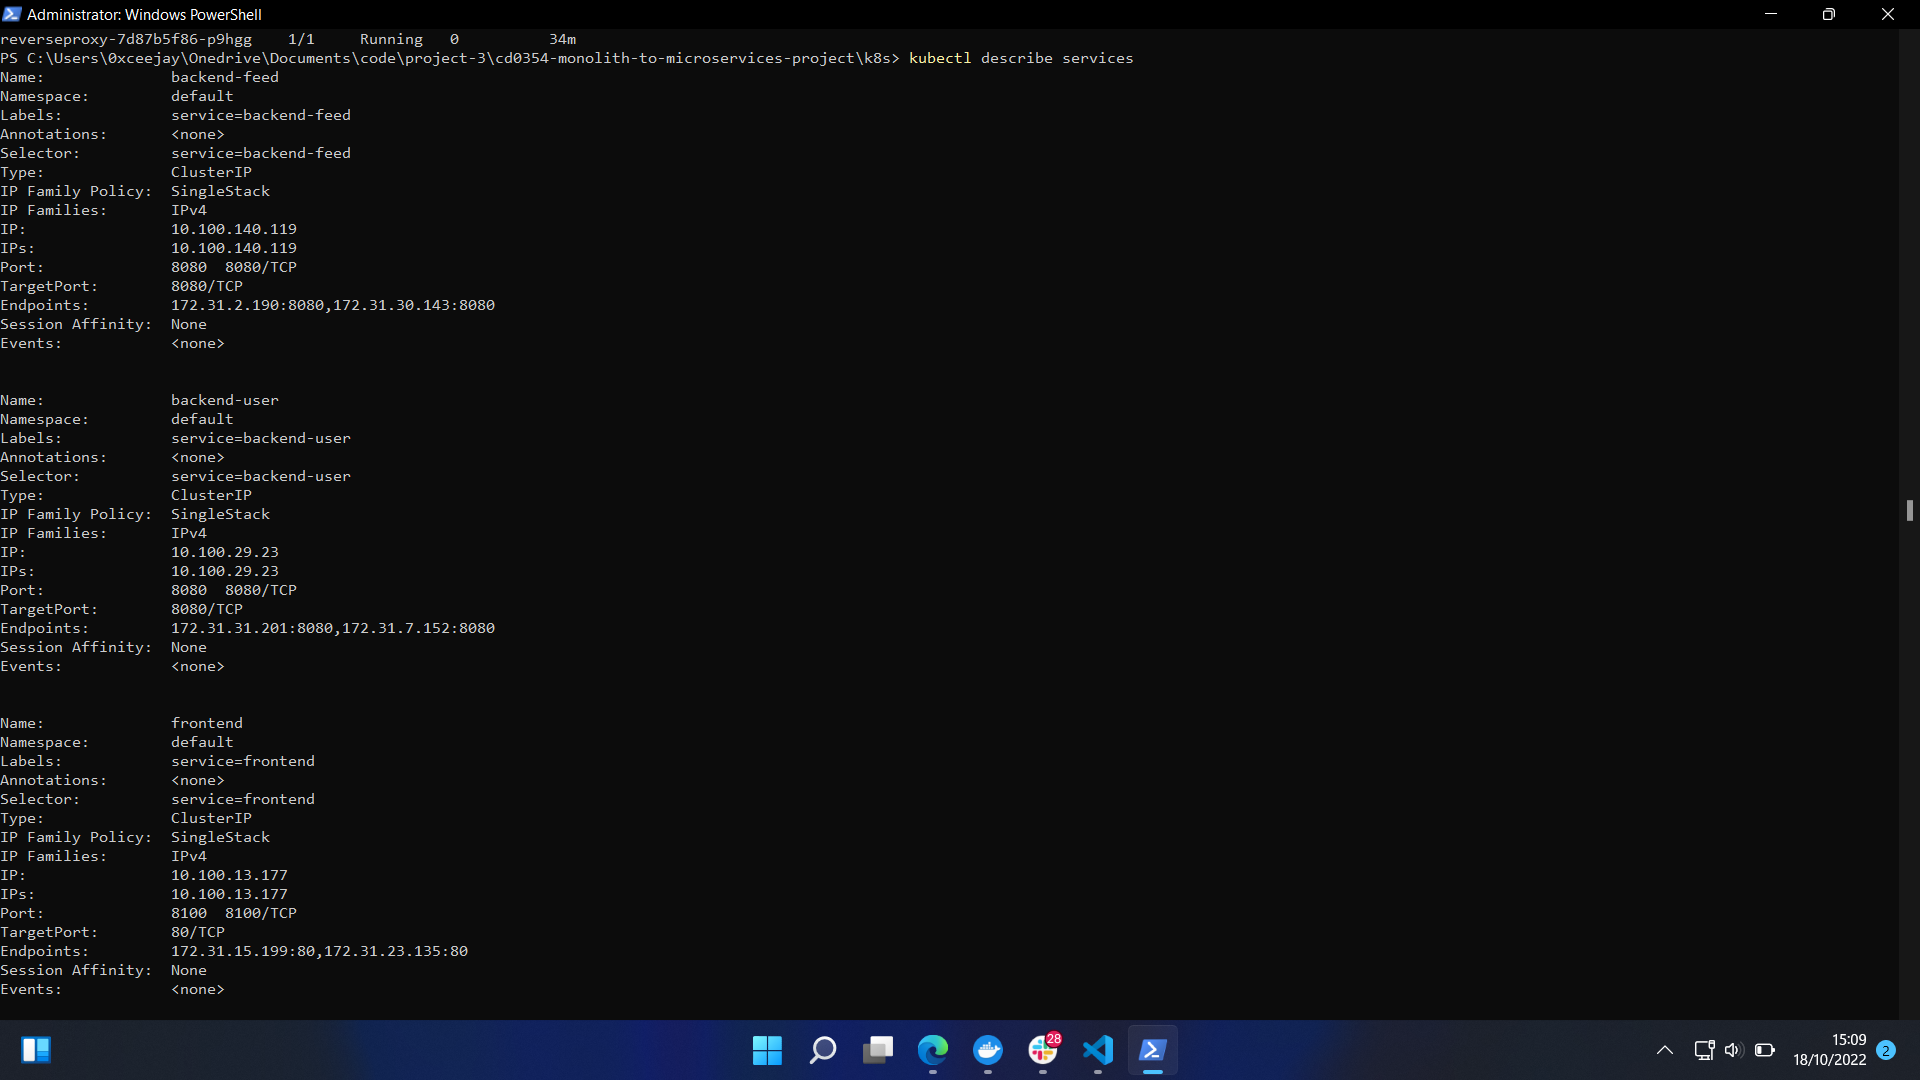 Administrator: Windows PowerShell
reverseproxy-7d87b5f86-p9hgg    1/1     Running   0          34m
PS C:\Users\0xceejay\Onedrive\Documents\code\project-3\cd0354-monolith-to-microservices-project\k8s> kubectl describe services
Name:              backend-feed
Namespace:         default
Labels:            service=backend-feed
Annotations:       <none>
Selector:          service=backend-feed
Type:              ClusterIP
IP Family Policy:  SingleStack
IP Families:       IPv4
IP:                10.100.140.119
IPs:               10.100.140.119
Port:              8080  8080/TCP
TargetPort:        8080/TCP
Endpoints:         172.31.2.190:8080,172.31.30.143:8080
Session Affinity:  None
Events:            <none>
Name:              backend-user
Namespace:         default
Labels:            service=backend-user
Annotations:       <none>
Selector:          service=backend-user
Type:              ClusterIP
IP Family Policy:  SingleStack
IP Families:       IPv4
IP:                10.100.29.23
IPs:               10.100.29.23
Port:              8080  8080/TCP
TargetPort:        8080/TCP
Endpoints:         172.31.31.201:8080,172.31.7.152:8080
Session Affinity:  None
Events:            <none>
Name:              frontend
Namespace:         default
Labels:            service=frontend
Annotations:       <none>
Selector:          service=frontend
Type:              ClusterIP
IP Family Policy:  SingleStack
IP Families:       IPv4
IP:                10.100.13.177
IPs:               10.100.13.177
Port:              8100  8100/TCP
TargetPort:        80/TCP
Endpoints:         172.31.15.199:80,172.31.23.135:80
Session Affinity:  None
Events:            <none>
28
15:09
18/10/2022
2